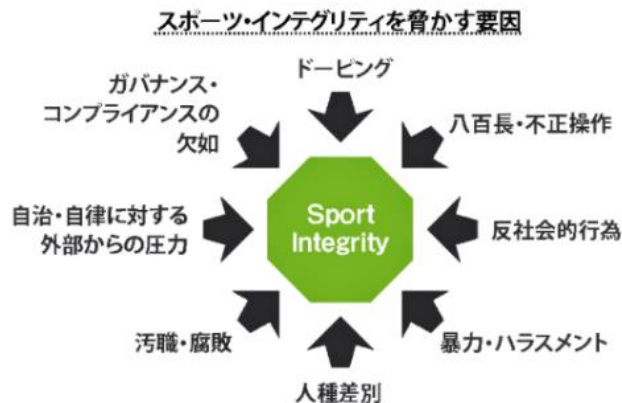 スポーツ・インテグリティを脅かす要因
ドーピング
ガバナンス・
コンプライアンスの
欠如
八百長・不正操作
自治・自律に対する
外部からの圧力
Sport
Integrity
反社会的行為
汚職・腐敗
暴力・ハラスメント
人種差別